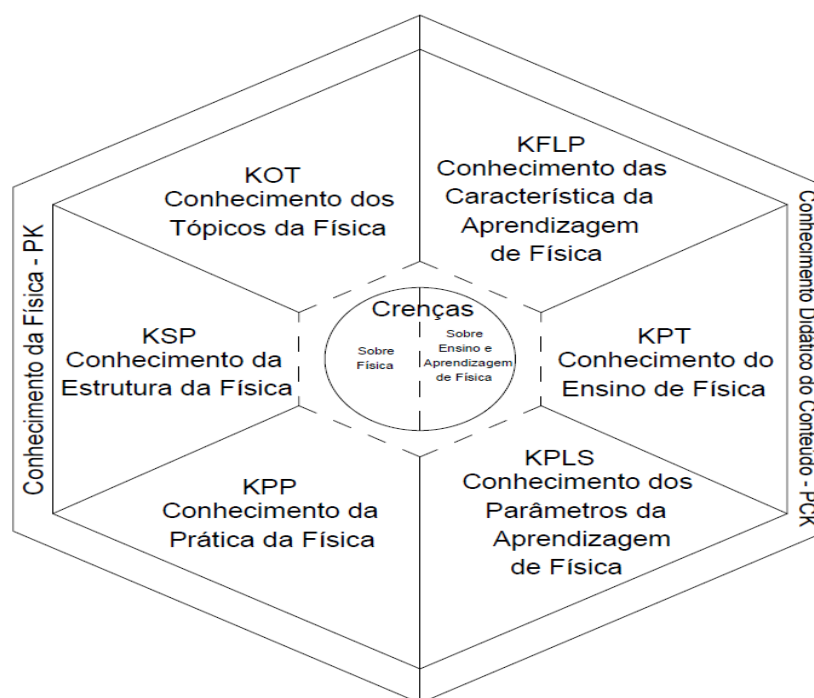 KOT
Conhecimento dos
Tópicos da Física
KFLP
Conhecimento das
Característica da
Aprendizagem
de Física
Conhecimento da Física - PK
KSP
Conhecimento da
Estrutura da Física
Crenças
Sobre
Física
Sobre
Ensino e
Aprendizagem
de Física
KPT
Conhecimento do
Ensino de Física
Conhecimento Didático do Conteúdo - PCK
KPP
Conhecimento da
Prática da Física
KPLS
Conhecimento dos
Parâmetros da
Aprendizagem
de Física